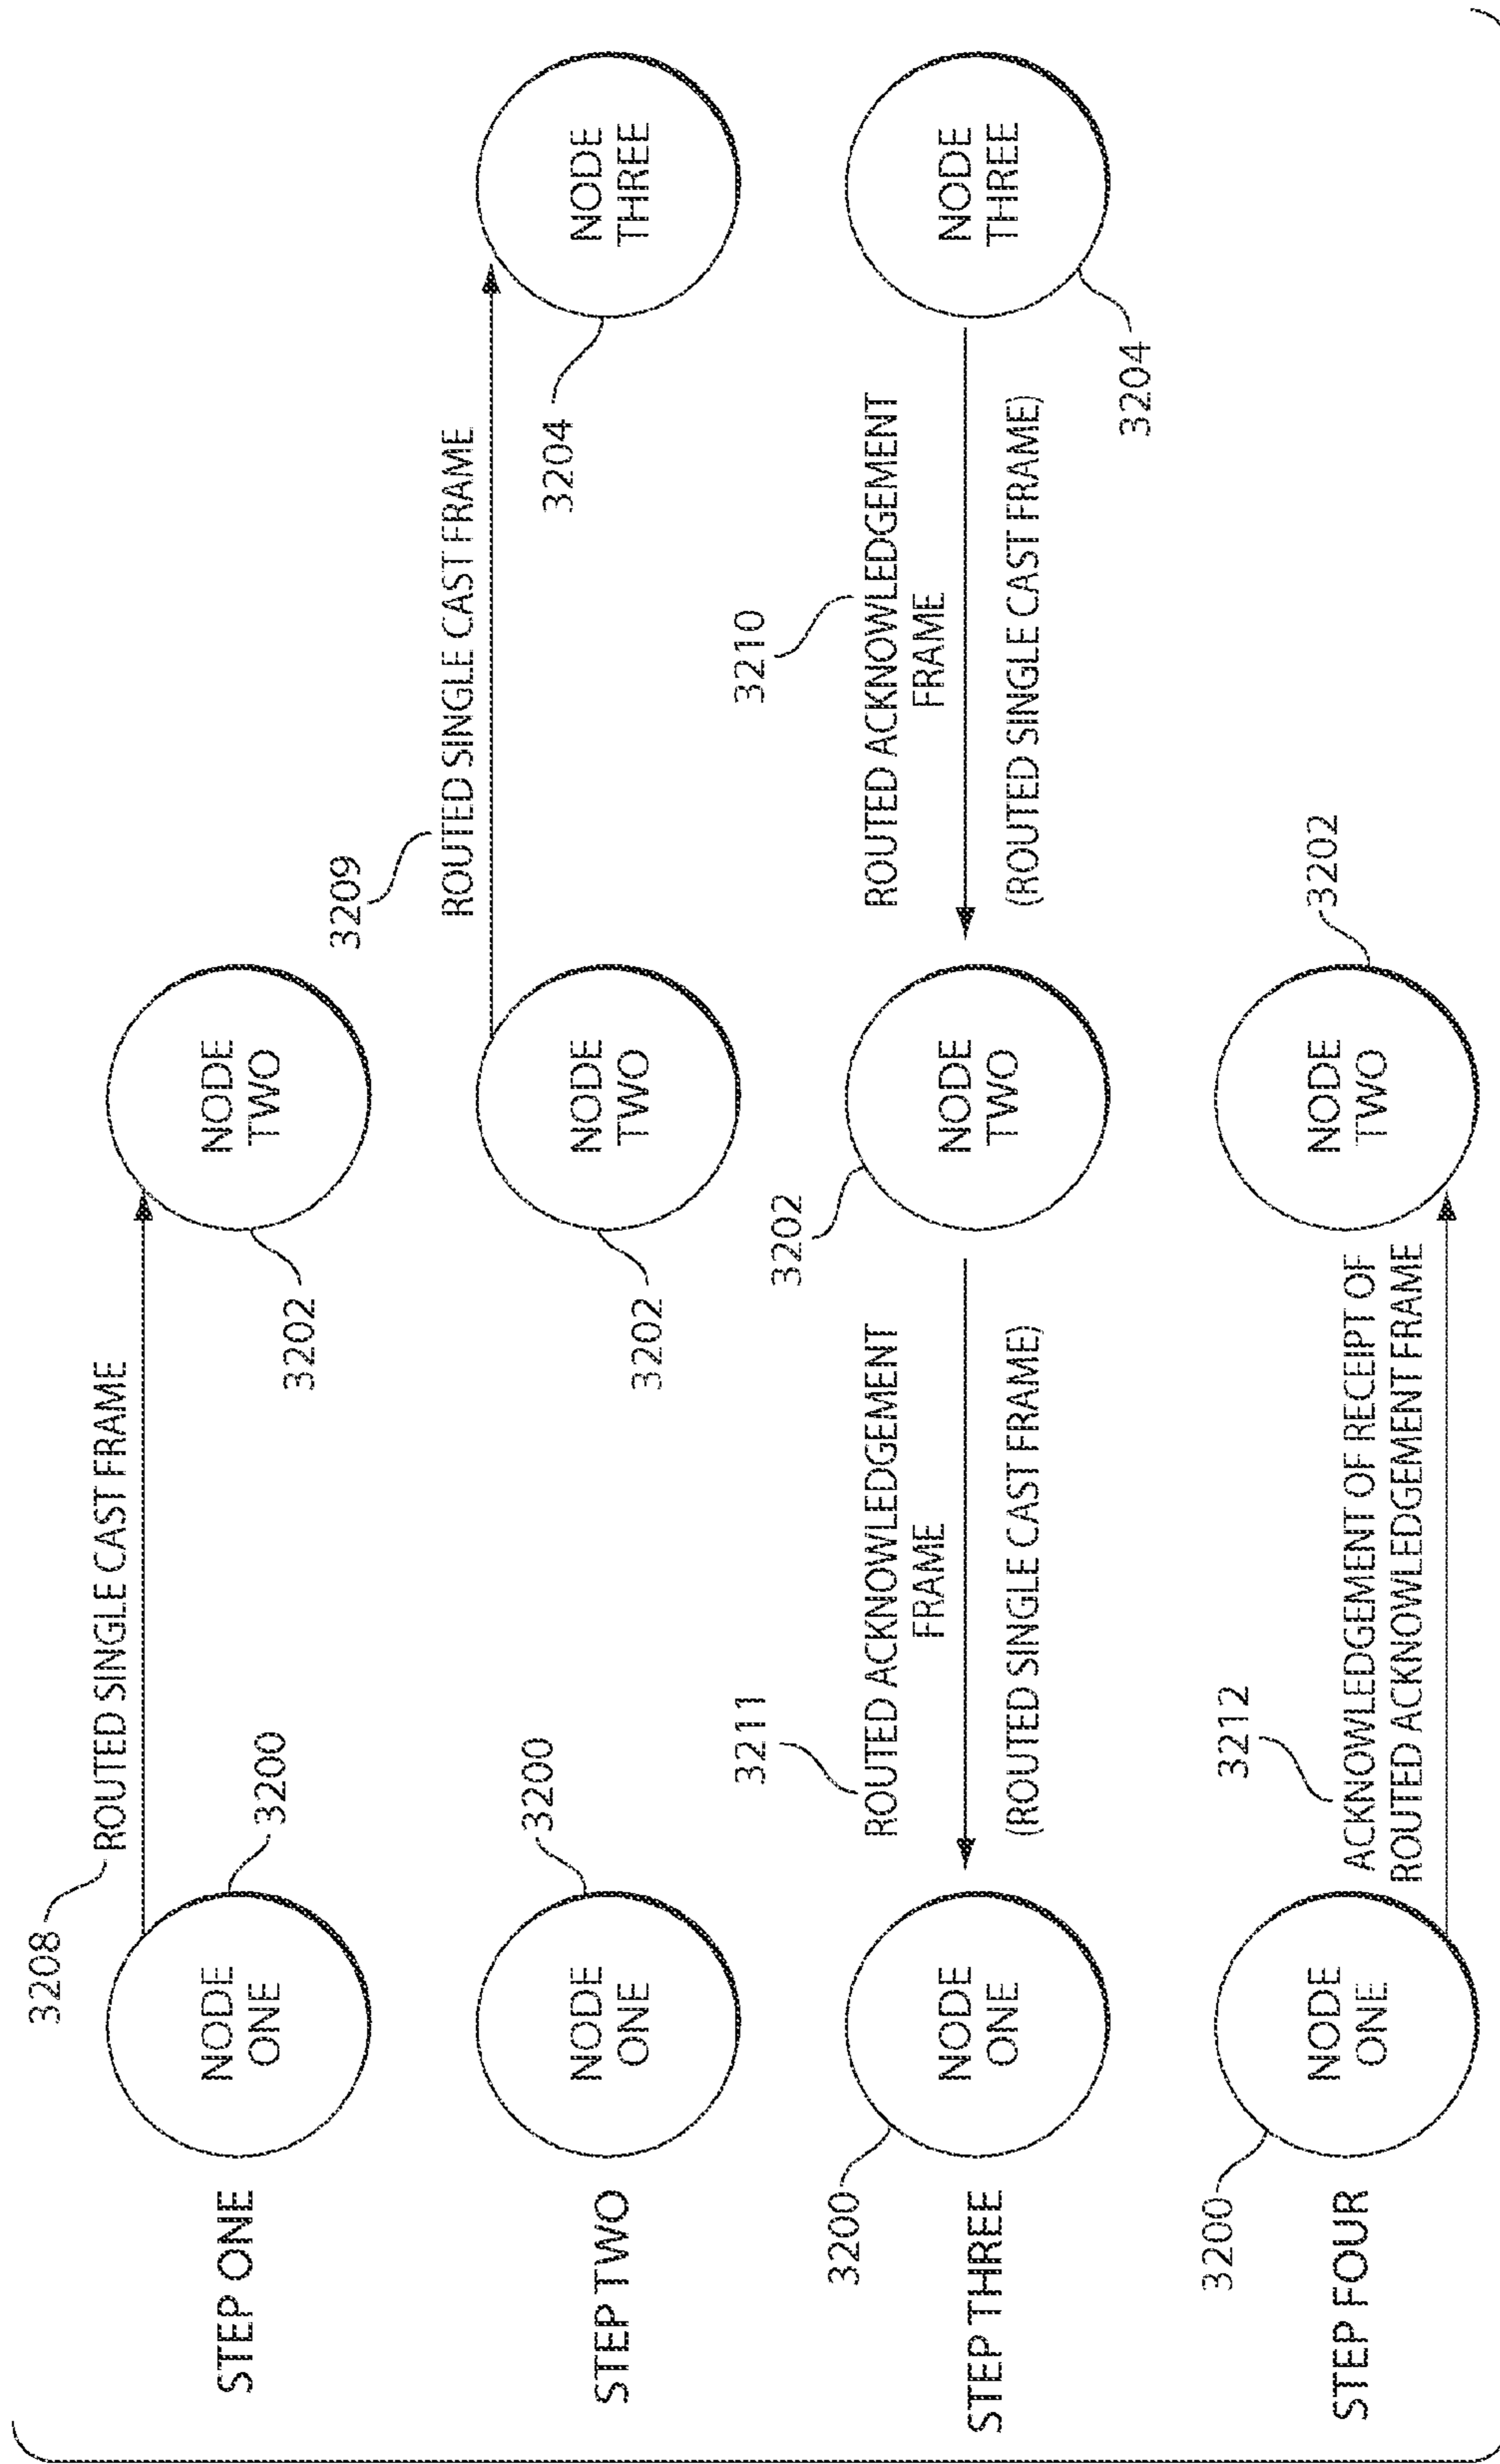 3208
ROUTED SINGLE CAST FRAME
STEP ONE
NODE
ONE
3200
NODE
TWO
3202
3209
ROUTED SINGLE CAST FRAME
STEP TWO
NODE
ONE
3200
NODE
TWO
3202
NODE
THREE
3204
3211
ROUTED ACKNOWLEDGEMENT
FRAME
(ROUTED SINGLE CAST FRAME)
3210
ROUTED ACKNOWLEDGEMENT
FRAME
(ROUTED SINGLE CAST FRAME)
STEP THREE
3200
NODE
ONE
3202
NODE
TWO
NODE
THREE
3204
3212
ACKNOWLEDGEMENT OF RECEIPT OF
ROUTED ACKNOWLEDGEMENT FRAME
STEP FOUR
3200
NODE
ONE
NODE
TWO
3202